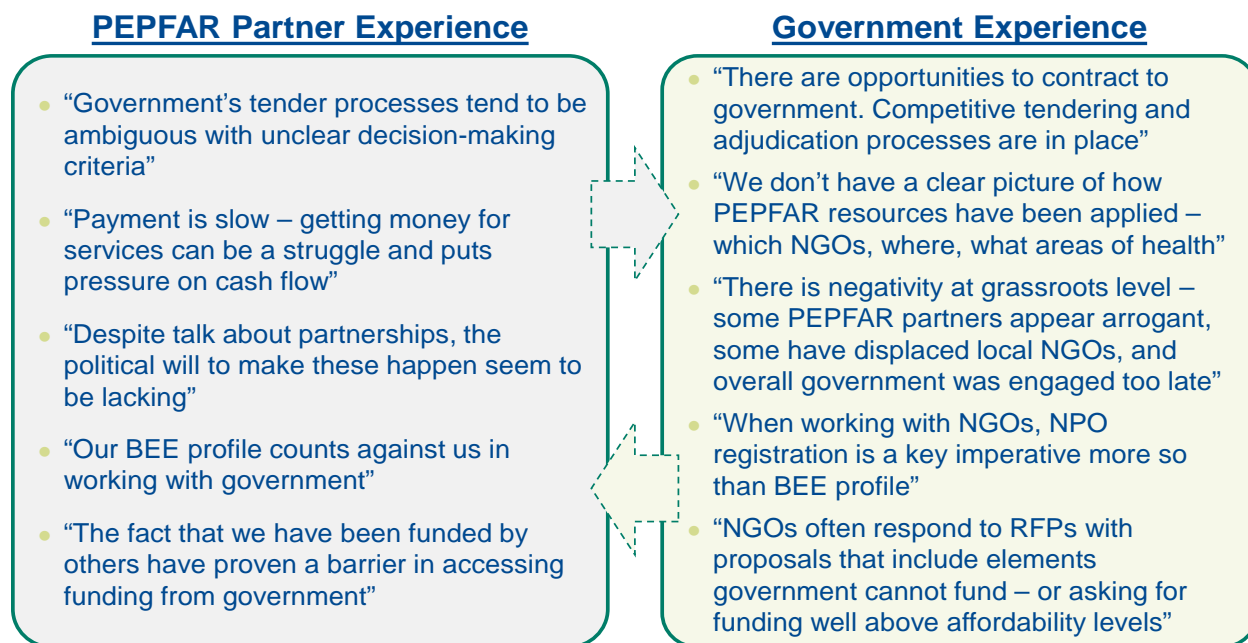 PEPFAR Partner Experience
• “Government’s tender processes tend to be
ambiguous with unclear decision-making
criteria”
• “Payment is slow – getting money for
services can be a struggle and puts
pressure on cash flow”
• “Despite talk about partnerships, the
political will to make these happen seem to
be lacking”
• “Our BEE profile counts against us in
working with government”
• “The fact that we have been funded by
others have proven a barrier in accessing
funding from government”
Government Experience
• “There are opportunities to contract to
government. Competitive tendering and
adjudication processes are in place”
• “We don’t have a clear picture of how
PEPFAR resources have been applied –
which NGOs, where, what areas of health”
• “There is negativity at grassroots level –
some PEPFAR partners appear arrogant,
some have displaced local NGOs, and
overall government was engaged too late”
• “When working with NGOs, NPO
registration is a key imperative more so
than BEE profile”
• “NGOs often respond to RFPs with
proposals that include elements
government cannot fund – or asking for
funding well above affordability levels”